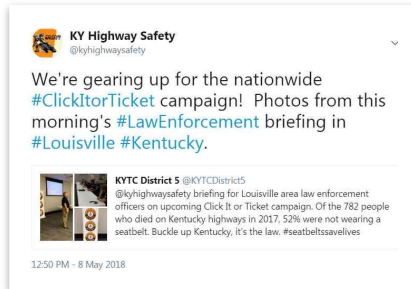 KY Highway Safety
@kyhighwaysafety
We're gearing up for the nationwide
#ClickItorTicket campaign! Photos from this
morning's #LawEnforcement briefing in
#Louisville #Kentucky.
KYTC District 5 @KYTCDistrict5
@kyhighwaysafety briefing for Louisville area law enforcement
officers on upcoming Click It or Ticket campaign. Of the 782 people
who died on Kentucky highways in 2017, 52% were not wearing a
seatbelt. Buckle up Kentucky, it's the law. #seatbeltssavelives
12:50 PM - 8 May 2018